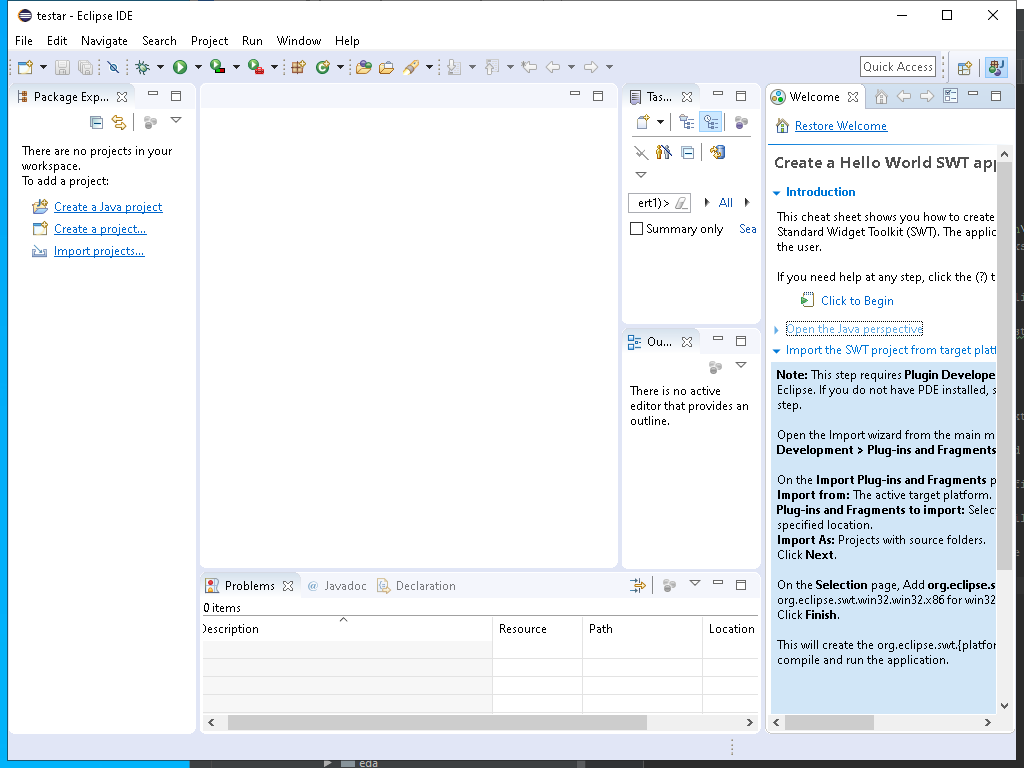 testar - Eclipse IDE
File Edit Navigate Search Project Run Window Help
Quick Access
Package Exp...
There are no projects in your
workspace.
To add a project:
Create a Java project
Create a project...
Import projects...
Tas...
ert1)> All
Summary only Sea
Ou...
There is no active
editor that provides an
outline.
Welcome
Restore Welcome
Create a Hello World SWT app
Introduction
This cheat sheet shows you how to create
Standard Widget Toolkit (SWT). The applic
the user.
If you need help at any step, click the (?) t
Click to Begin
Open the Java perspective
Import the SWT project from target platf
Note: This step requires Plugin Develope
Eclipse. If you do not have PDE installed, s
step.
Open the Import wizard from the main m
Development > Plug-ins and Fragments
On the Import Plug-ins and Fragments p
Import from: The active target platform.
Plug-ins and Fragments to import: Selec
specified location.
Import As: Projects with source folders.
Click Next.
On the Selection page, Add org.eclipse.s
org.eclipse.swt.win32.win32.x86 for win32
Click Finish.
This will create the org.eclipse.swt.{platfor
compile and run the application.
Problems @ Javadoc Declaration
0 items
Description Resource Path Location
eda